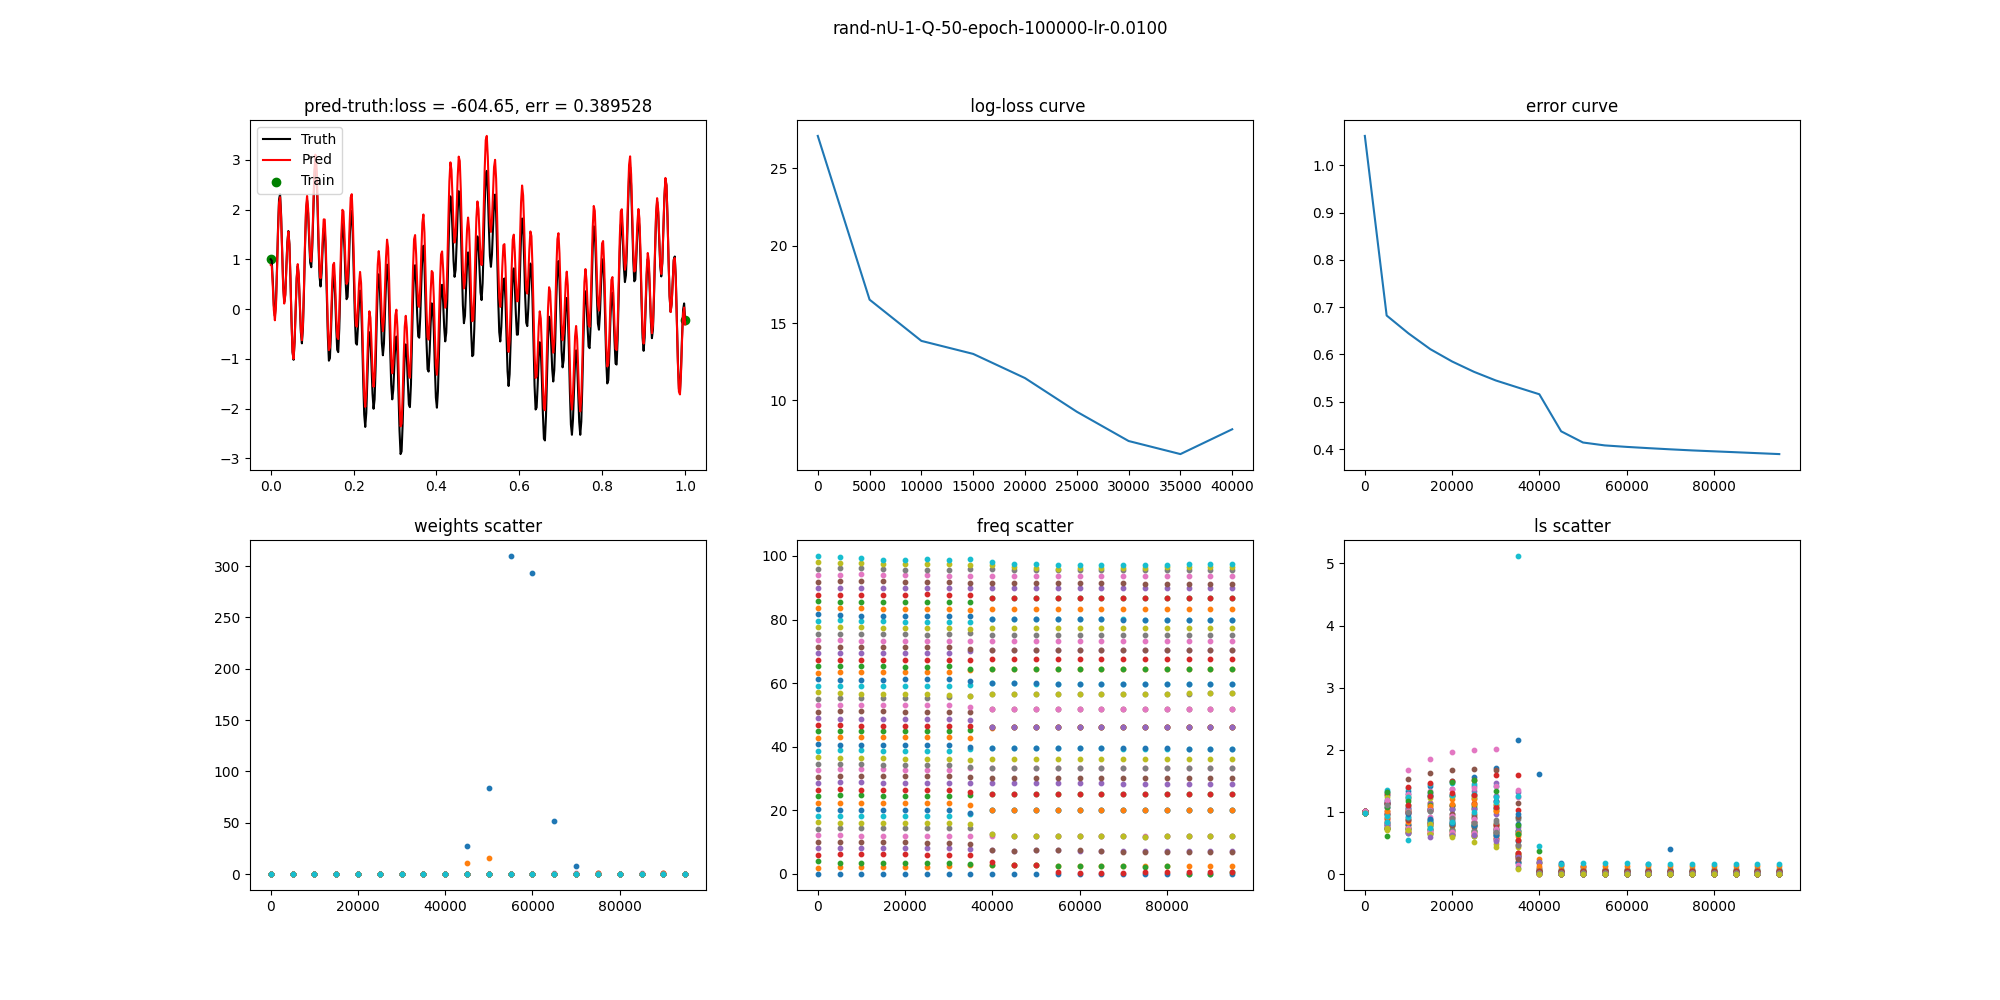 rand-nU-1-Q-50-epoch-100000-lr-0.0100
pred-truth:loss = -604.65, err = 0.389528
Truth
Pred
Train
3
2
1
0
−1
−2
−3
0.0 0.2 0.4 0.6 0.8 1.0
log-loss curve
25
20
15
10
0 5000 10000 15000 20000 25000 30000 35000 40000
error curve
1.0
0.9
0.8
0.7
0.6
0.5
0.4
0 20000 40000 60000 80000
weights scatter
300
250
200
150
100
50
0
0 20000 40000 60000 80000
freq scatter
100
80
60
40
20
0
0 20000 40000 60000 80000
ls scatter
5
4
3
2
1
0
0 20000 40000 60000 80000